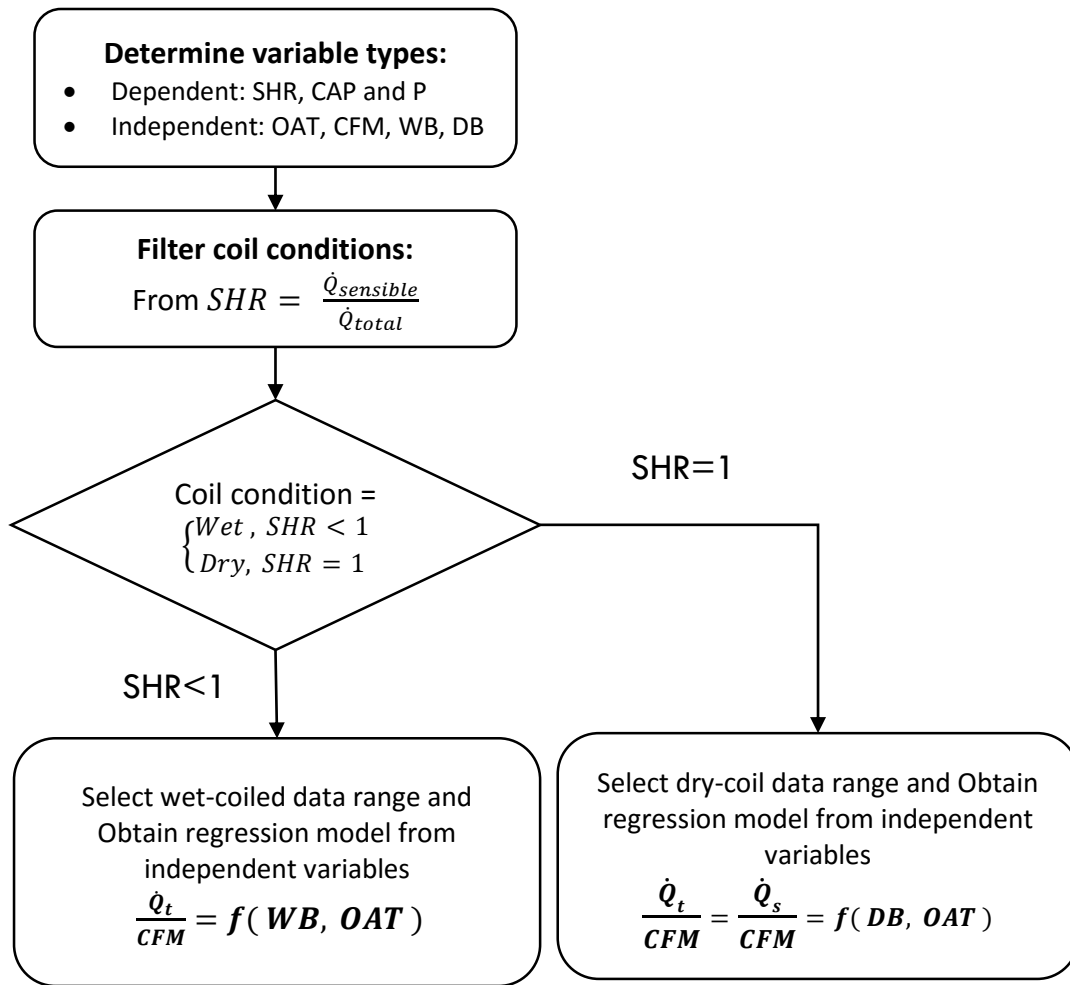 Determine variable types:
• Dependent: SHR, CAP and P
• Independent: OAT, CFM, WB, DB
Filter coil conditions:
From SHR = Q̇sensible / Q̇total
SHR=1
Coil condition =
{Wet , SHR < 1
Dry, SHR = 1
SHR<1
Select wet-coiled data range and
Obtain regression model from
independent variables
Q̇t / CFM = f( WB, OAT )
Select dry-coil data range and Obtain
regression model from independent
variables
Q̇t / CFM = Q̇s / CFM = f( DB, OAT )